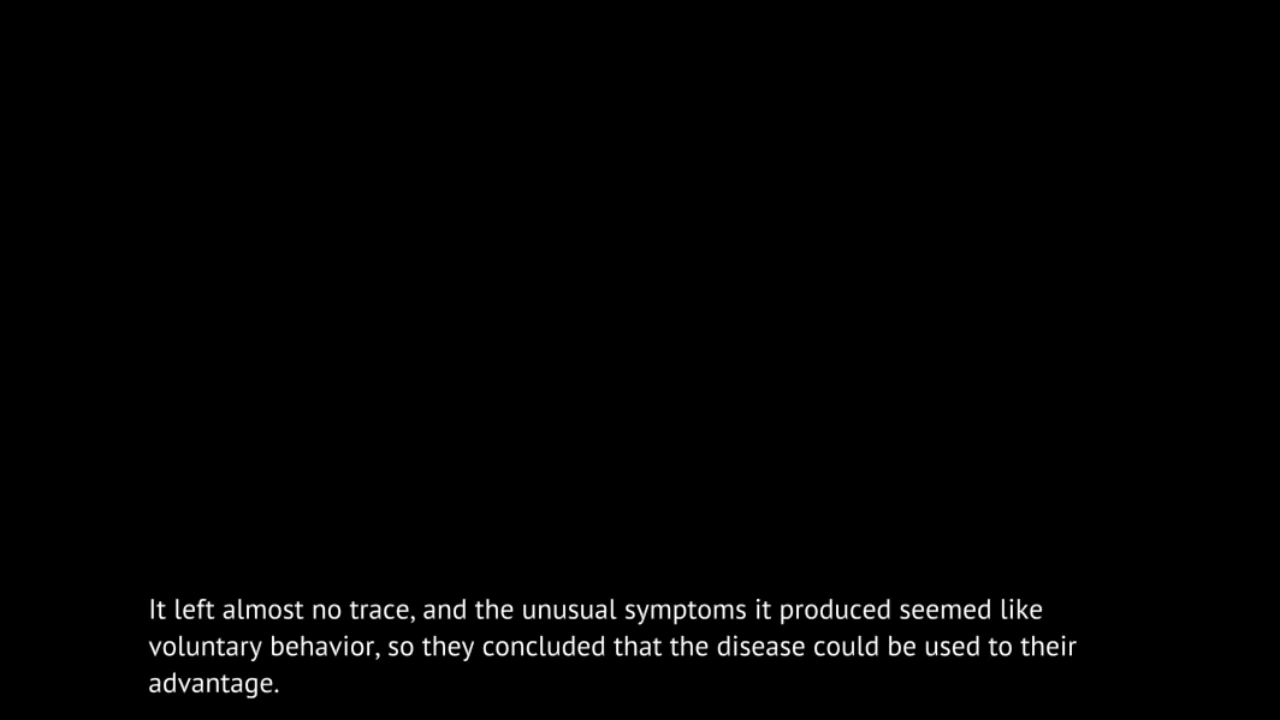 It left almost no trace, and the unusual symptoms it produced seemed like
voluntary behavior, so they concluded that the disease could be used to their
advantage.